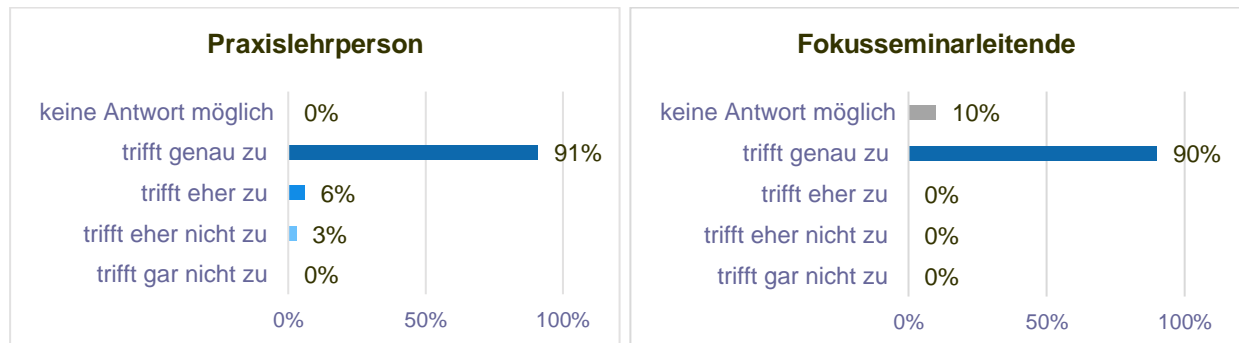 Praxislehrperson
keine Antwort möglich 0%
trifft genau zu 91%
trifft eher zu 6%
trifft eher nicht zu 3%
trifft gar nicht zu 0%
0% 50% 100%
Fokusseminarleitende
keine Antwort möglich 10%
trifft genau zu 90%
trifft eher zu 0%
trifft eher nicht zu 0%
trifft gar nicht zu 0%
0% 50% 100%